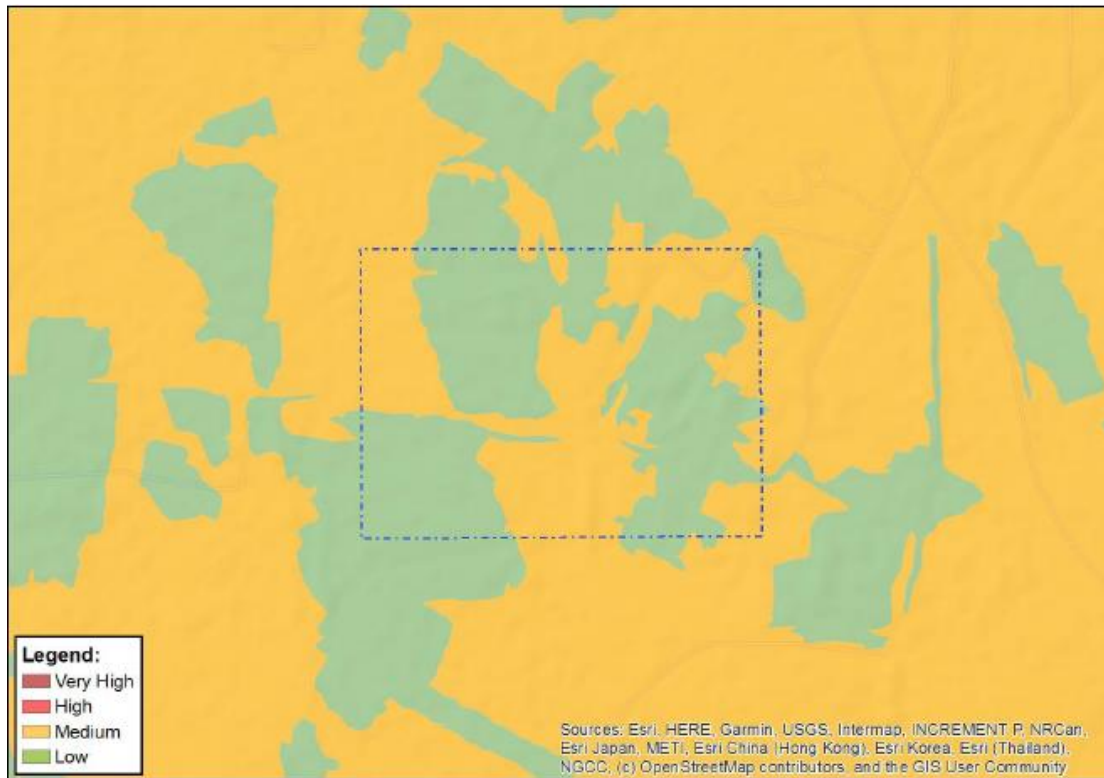 Legend:
Very High
High
Medium
Low
Sources: Esri, HERE, Garmin, USGS, Intermap, INCREMENT P, NRCan,
Esri Japan, METI, Esri China (Hong Kong), Esri Korea, Esri (Thailand),
NGCC, (c) OpenStreetMap contributors, and the GIS User Community